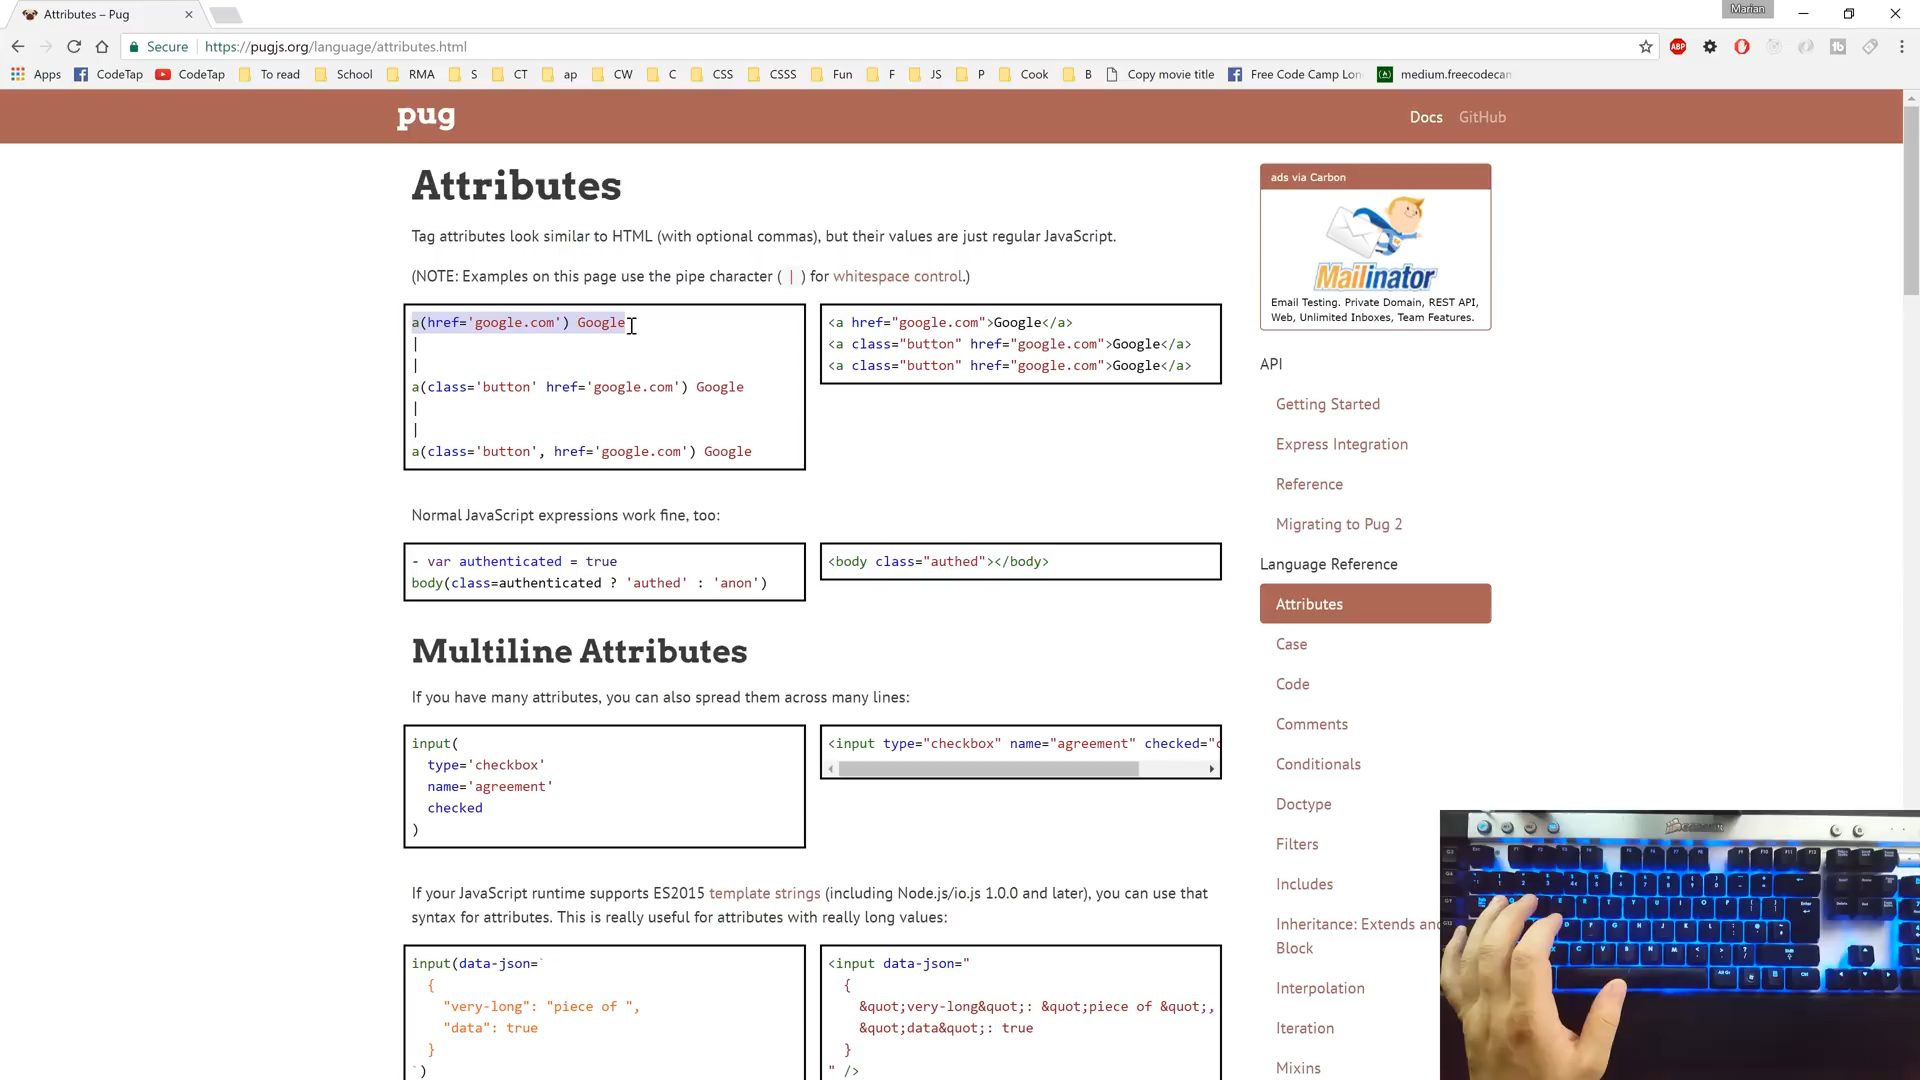 Attributes – Pug
Marian
Secure
https://pugjs.org/language/attributes.html
ABP
Apps
CodeTap
CodeTap
To read
School
RMA
S
CT
ap
CW
C
CSS
CSSS
Fun
F
JS
P
Cook
B
Copy movie title
Free Code Camp Lon
medium.freecodecam
pug
Docs
GitHub
Attributes
Tag attributes look similar to HTML (with optional commas), but their values are just regular JavaScript.
(NOTE: Examples on this page use the pipe character ( | ) for whitespace control.)
a(href='google.com') Google
|
|
a(class='button' href='google.com') Google
|
|
a(class='button', href='google.com') Google
<a href="google.com">Google</a>
<a class="button" href="google.com">Google</a>
<a class="button" href="google.com">Google</a>
Normal JavaScript expressions work fine, too:
- var authenticated = true
body(class=authenticated ? 'authed' : 'anon')
<body class="authed"></body>
Multiline Attributes
If you have many attributes, you can also spread them across many lines:
input(
type='checkbox'
name='agreement'
checked
)
<input type="checkbox" name="agreement" checked="c
If your JavaScript runtime supports ES2015 template strings (including Node.js/io.js 1.0.0 and later), you can use that
syntax for attributes. This is really useful for attributes with really long values:
input(data-json=`
{
"very-long": "piece of ",
"data": true
}
`)
<input data-json="
{
&quot;very-long&quot;: &quot;piece of &quot;,
&quot;data&quot;: true
}
" />
ads via Carbon
Mailinator
Email Testing. Private Domain, REST API,
Web, Unlimited Inboxes, Team Features.
API
Getting Started
Express Integration
Reference
Migrating to Pug 2
Language Reference
Attributes
Case
Code
Comments
Conditionals
Doctype
Filters
Includes
Inheritance: Extends and
Block
Interpolation
Iteration
Mixins